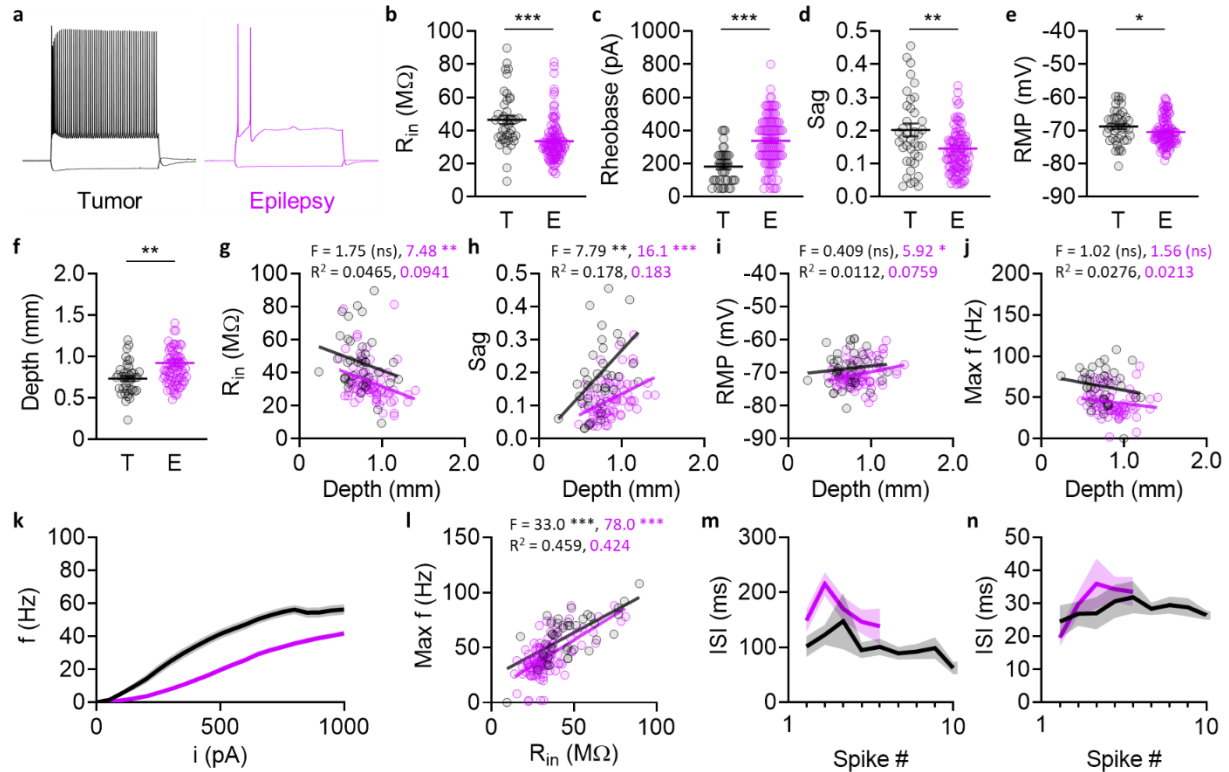 a
Tumor
Epilepsy
b
***
R_in (MΩ)
100
80
60
40
20
0
T E
c
***
Rheobase (pA)
1000
800
600
400
200
0
T E
d
**
Sag
0.5
0.4
0.3
0.2
0.1
0.0
T E
e
*
RMP (mV)
-40
-50
-60
-70
-80
-90
T E
f
**
Depth (mm)
2.0
1.5
1.0
0.5
0.0
T E
g
F = 1.75 (ns), 7.48 **
R² = 0.0465, 0.0941
R_in (MΩ)
100
80
60
40
20
0
0 1.0 2.0
Depth (mm)
h
F = 7.79 **, 16.1 ***
R² = 0.178, 0.183
Sag
0.5
0.4
0.3
0.2
0.1
0.0
0 1.0 2.0
Depth (mm)
i
F = 0.409 (ns), 5.92 *
R² = 0.0112, 0.0759
RMP (mV)
-40
-50
-60
-70
-80
-90
0 1.0 2.0
Depth (mm)
j
F = 1.02 (ns), 1.56 (ns)
R² = 0.0276, 0.0213
Max f (Hz)
200
150
100
50
0
0 1.0 2.0
Depth (mm)
k
f (Hz)
80
60
40
20
0
0 500 1000
i (pA)
l
F = 33.0 ***, 78.0 ***
R² = 0.459, 0.424
Max f (Hz)
150
100
50
0
0 50 100
R_in (MΩ)
m
ISI (ms)
300
200
100
0
1 10
Spike #
n
ISI (ms)
50
40
30
20
10
0
1 10
Spike #